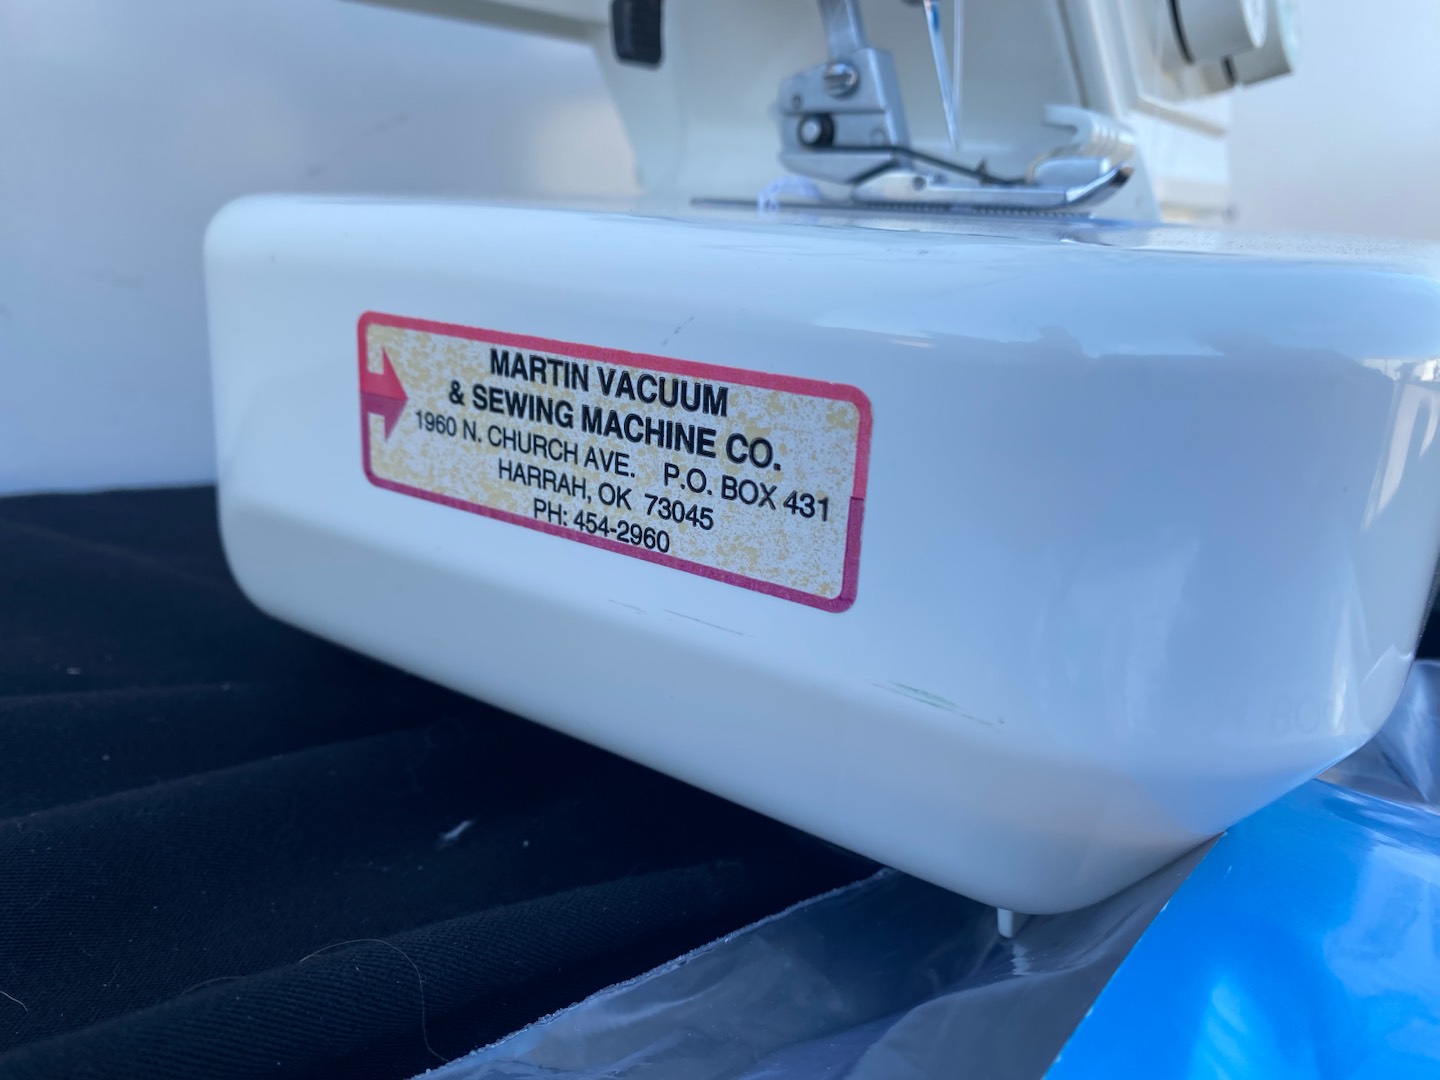 MARTIN VACUUM
& SEWING MACHINE CO.
1960 N. CHURCH AVE. P.O. BOX 431
HARRAH, OK 73045
PH: 454-2960